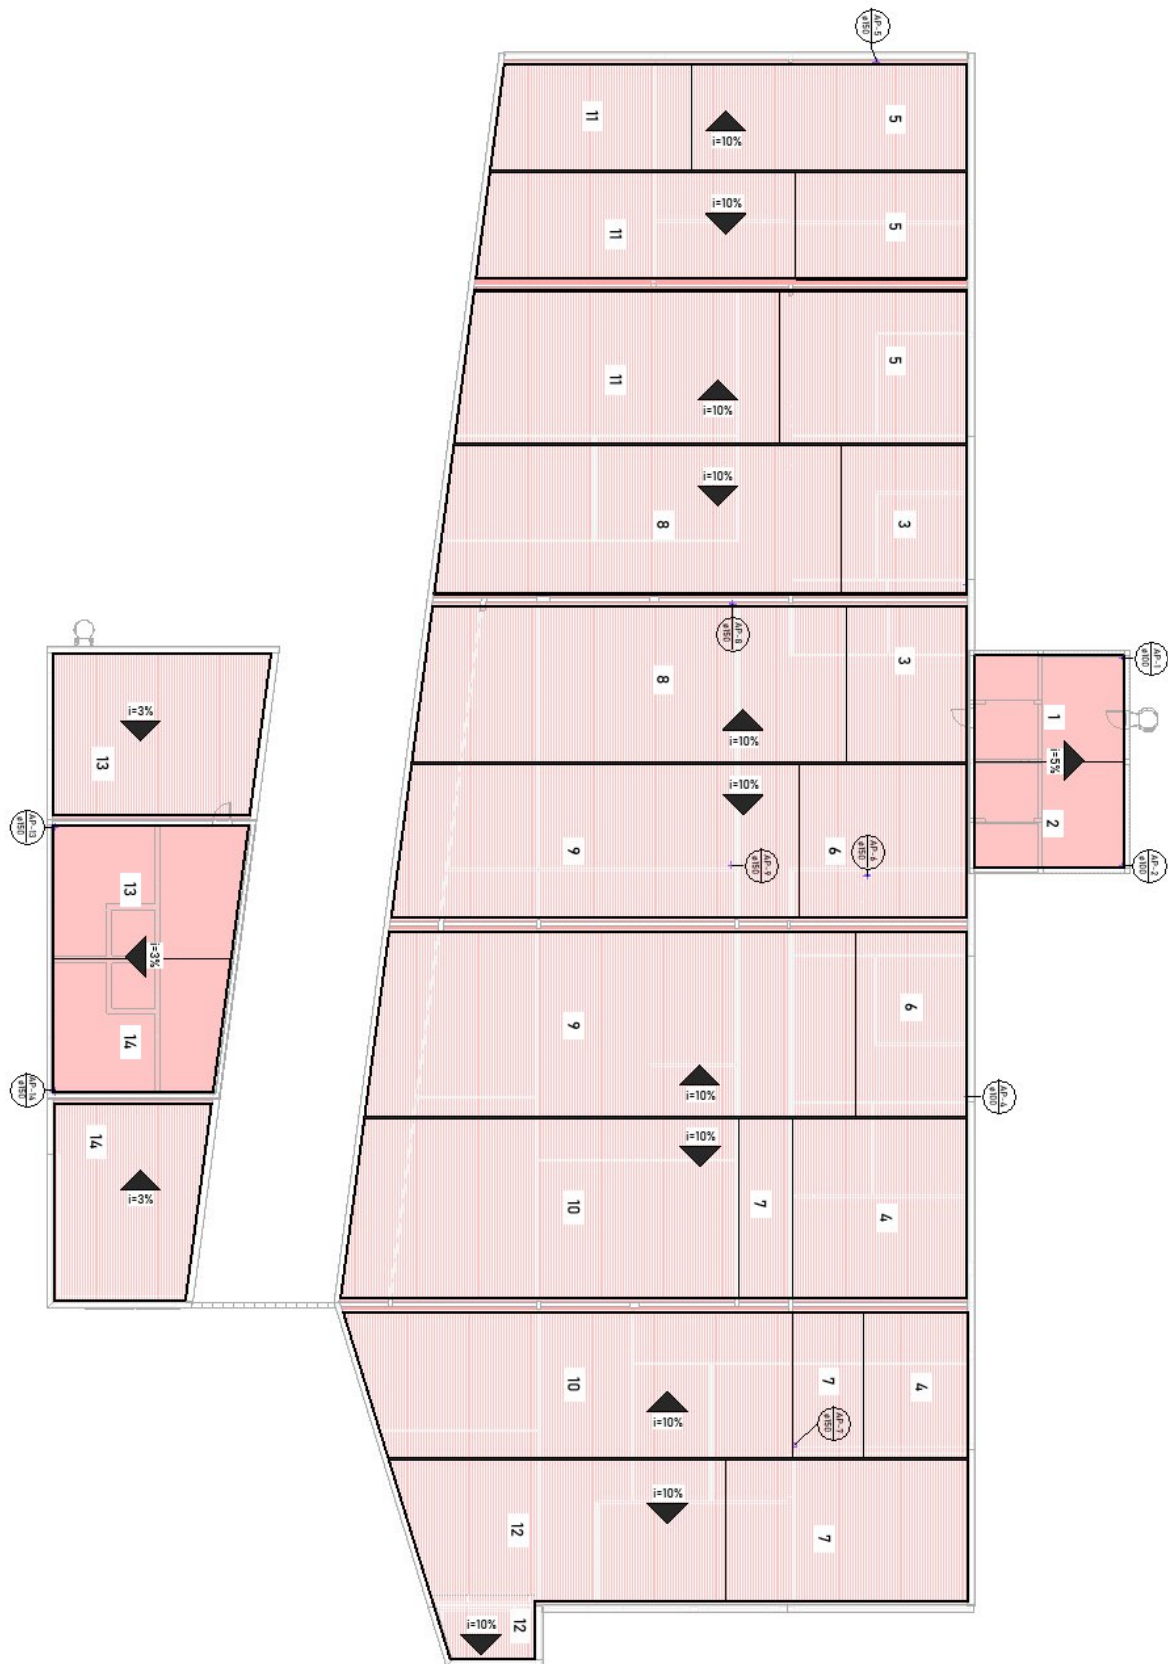 AP-5
ø150
11
i=10%
5
i=10%
11
5
11
i=10%
5
i=10%
8
3
AP-8
ø150
8
i=10%
3
AP-1
ø100
1
i=5%
2
AP-2
ø100
i=3%
13
AP-13
ø150
13
i=3%
14
AP-14
ø150
14
i=3%
i=10%
9
AP-9
ø150
6
AP-6
ø150
9
i=10%
6
AP-4
ø100
i=10%
10
7
4
10
i=10%
7
4
AP-7
ø150
i=10%
12
7
i=10%
12